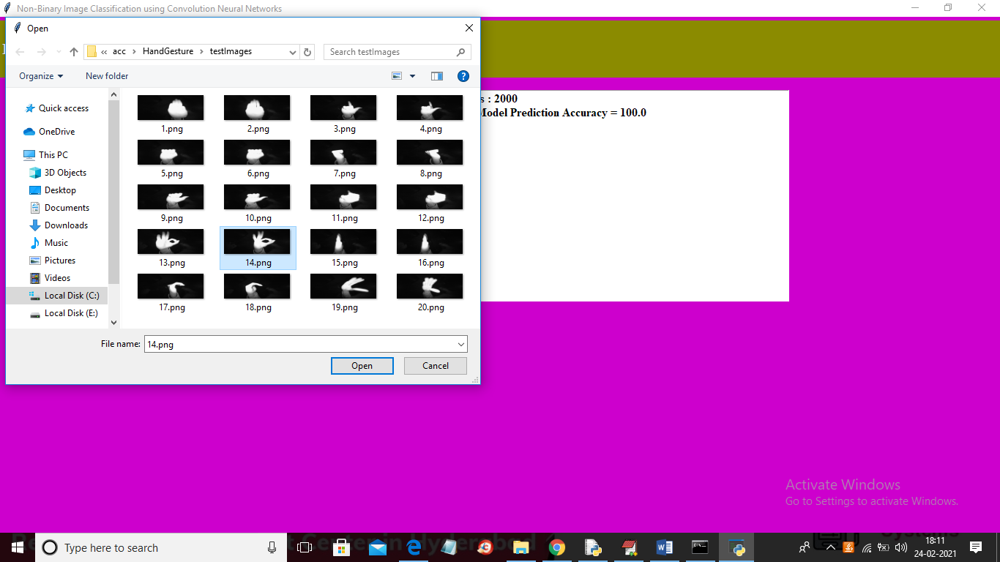 Non-Binary Image Classification using Convolution Neural Networks
Open
« acc > HandGesture > testImages
Search testImages
Organize
New folder
Quick access
OneDrive
This PC
3D Objects
Desktop
Documents
Downloads
Music
Pictures
Videos
Local Disk (C:)
Local Disk (E:)
1.png 2.png 3.png 4.png
5.png 6.png 7.png 8.png
9.png 10.png 11.png 12.png
13.png 14.png 15.png 16.png
17.png 18.png 19.png 20.png
File name: 14.png
Open Cancel
s : 2000
Model Prediction Accuracy = 100.0
Activate Windows
Go to Settings to activate Windows.
Type here to search
18:11
24-02-2021